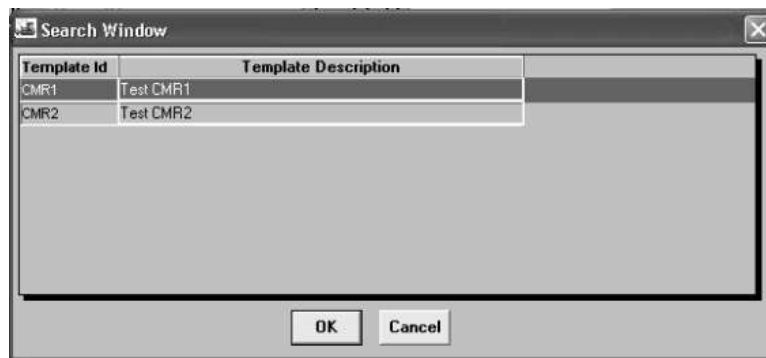 Search Window
Template Id Template Description
CMR1 Test CMR1
CMR2 Test CMR2
OK Cancel